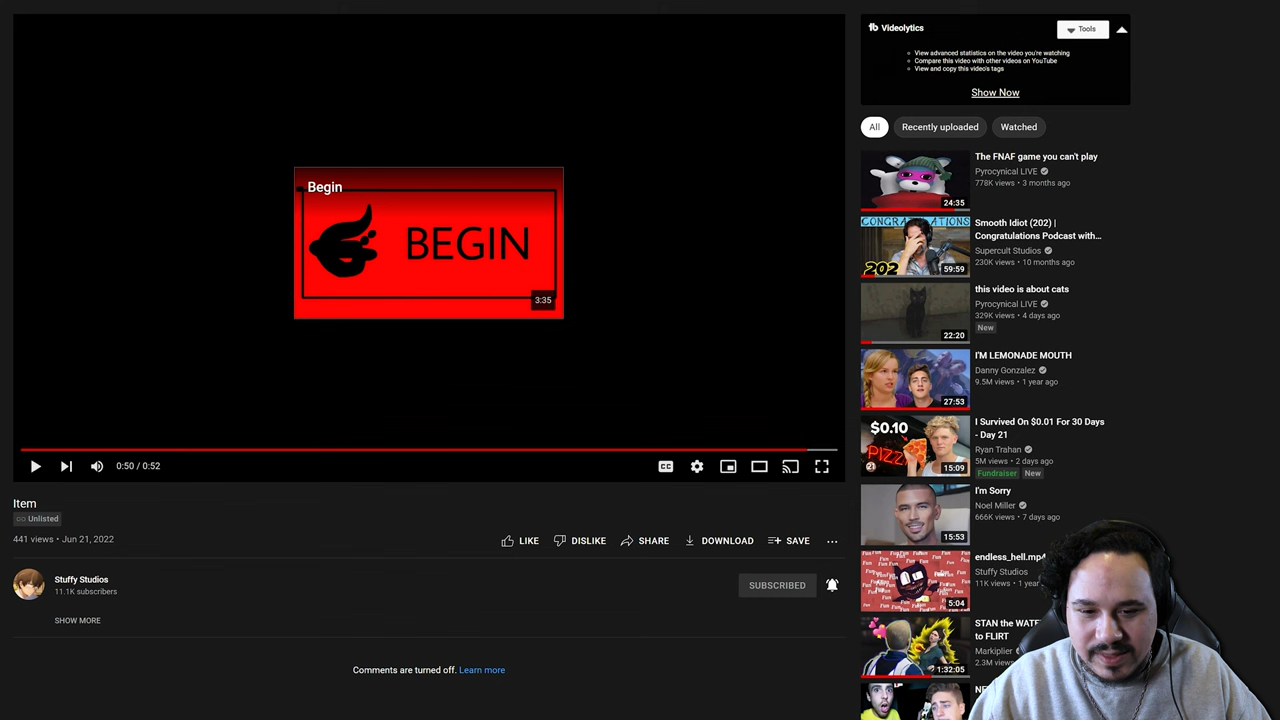 Videolytics
Tools
View advanced statistics on the video you're watching
Compare this video with other videos on YouTube
View and copy this video's tags
Show Now
All
Recently uploaded
Watched
Begin
BEGIN
3:35
0:50 / 0:52
CC
Item
Unlisted
441 views • Jun 21, 2022
LIKE
DISLIKE
SHARE
DOWNLOAD
SAVE
Stuffy Studios
11.1K subscribers
SUBSCRIBED
SHOW MORE
Comments are turned off. Learn more
The FNAF game you can't play
Pyrocynical LIVE
778K views • 3 months ago
24:35
CONGRATULATIONS
202
Smooth Idiot (202) |
Congratulations Podcast with...
Supercult Studios
230K views • 10 months ago
59:59
this video is about cats
Pyrocynical LIVE
329K views • 4 days ago
New
22:20
I'M LEMONADE MOUTH
Danny Gonzalez
9.5M views • 1 year ago
27:53
$0.10
PIZZ
21
I Survived On $0.01 For 30 Days
- Day 21
Ryan Trahan
5M views • 2 days ago
Fundraiser
New
15:09
I'm Sorry
Noel Miller
666K views • 7 days ago
15:53
endless_hell.mp4
Stuffy Studios
11K views • 1 year
5:04
STAN the
to FLIRT
Markiplier
2.3M views
1:32:05